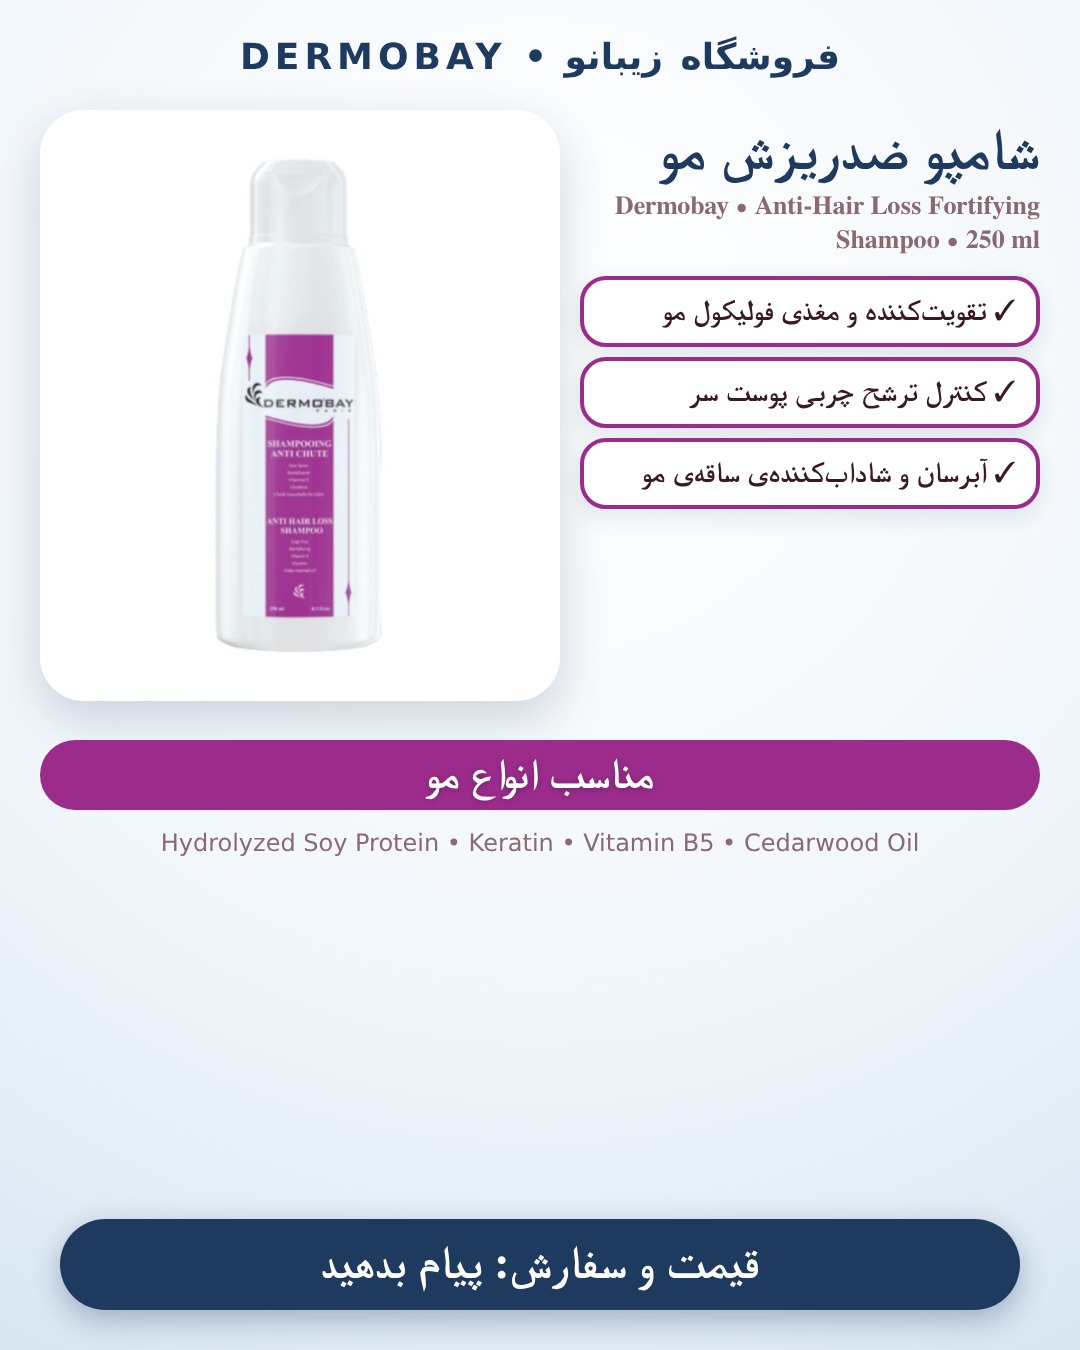 فروشگاه زیبانو • DERMOBAY
شامپو ضدریزش مو
Dermobay • Anti-Hair Loss Fortifying
Shampoo • 250 ml
✓ تقویت‌کننده و مغذی فولیکول مو
✓ کنترل ترشح چربی پوست سر
✓ آبرسان و شاداب‌کننده‌ی ساقه‌ی مو
DERMOBAY
PARIS
SHAMPOOING
ANTI CHUTE
ANTI HAIR LOSS
SHAMPOO
مناسب انواع مو
Hydrolyzed Soy Protein • Keratin • Vitamin B5 • Cedarwood Oil
قیمت و سفارش: پیام بدهید